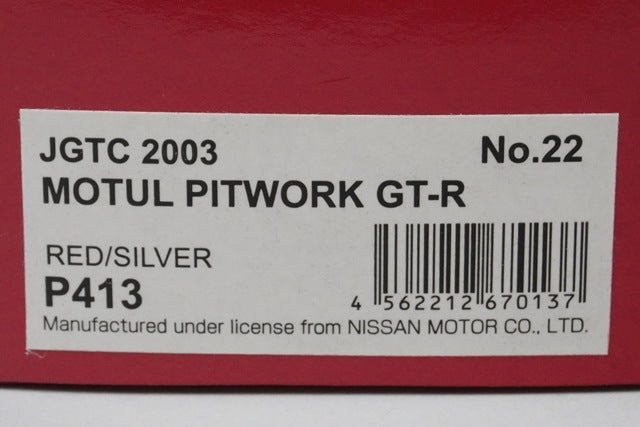 JGTC 2003 No.22
MOTUL PITWORK GT-R
RED/SILVER
P413
4 562212 670137
Manufactured under license from NISSAN MOTOR CO., LTD.